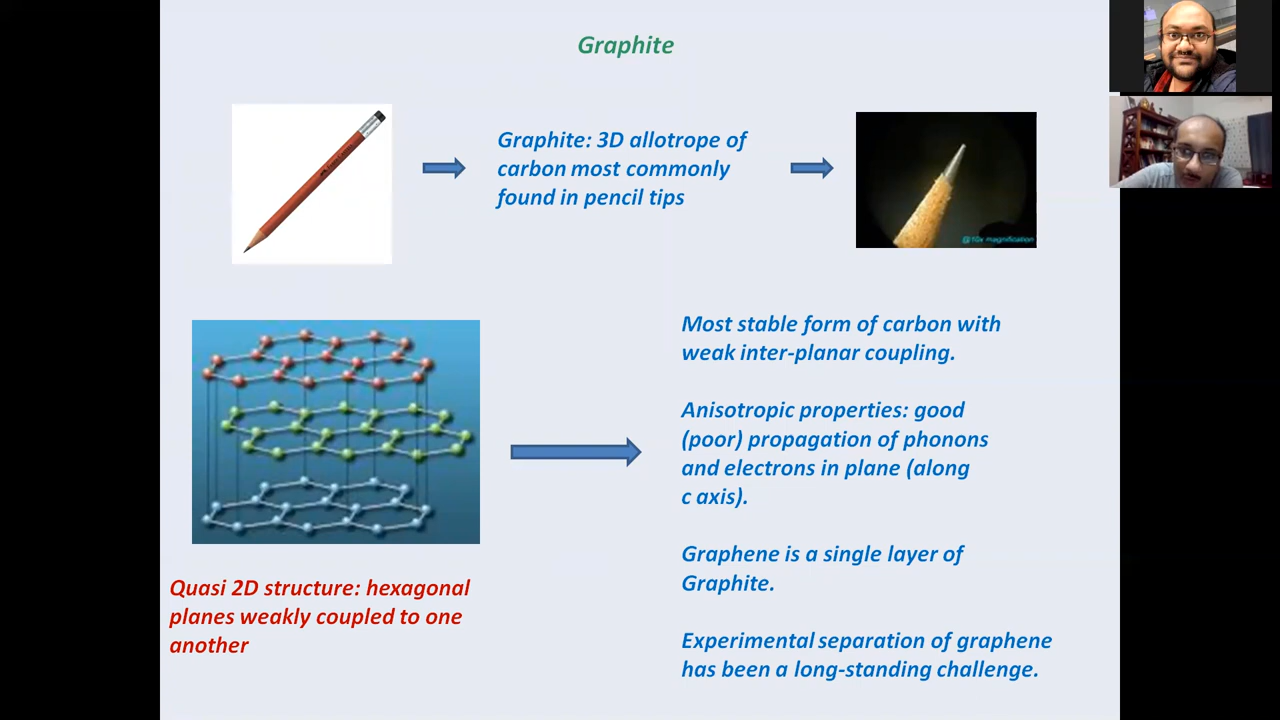 Graphite
Graphite: 3D allotrope of
carbon most commonly
found in pencil tips
@10x magnification
Most stable form of carbon with
weak inter-planar coupling.
Anisotropic properties: good
(poor) propagation of phonons
and electrons in plane (along
c axis).
Graphene is a single layer of
Graphite.
Experimental separation of graphene
has been a long-standing challenge.
Quasi 2D structure: hexagonal
planes weakly coupled to one
another